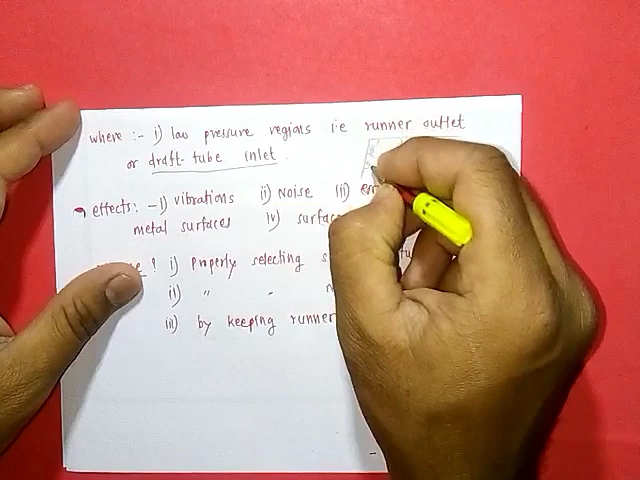 where :- i) low pressure regions i.e runner outlet
or draft-tube inlet .
effects: - i) vibrations ii) Noise iii)
metal surfaces iv)
? i) Properly selecting
ii) " "
iii) by keeping runner